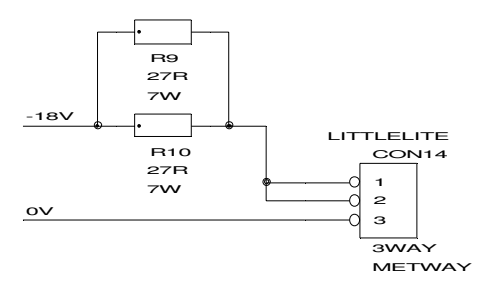 R9
27R
7W
-18V
R10
27R
7W
LITTLELITE
CON14
1
2
3
0V
3WAY
METWAY